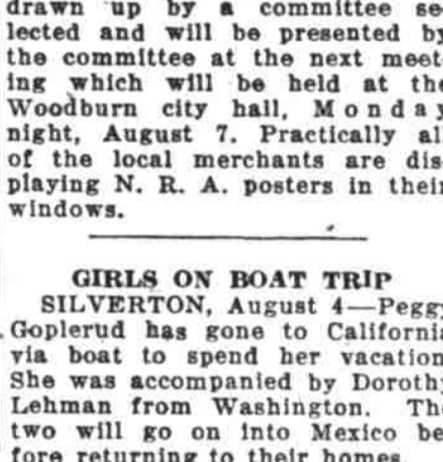 drawn up by a committee se-
lected and will be presented by
the committee at the next meet-
ing which will be held at the
Woodburn city hall, Monday
night, August 7. Practically all
of the local merchants are dis-
playing N. R. A. posters in their
windows.
GIRLS ON BOAT TRIP
SILVERTON, August 4—Peggy
Goplerud has gone to California
via boat to spend her vacation.
She was accompanied by Dorothy
Lehman from Washington. The
two will go on into Mexico be-
fore returning to their homes.